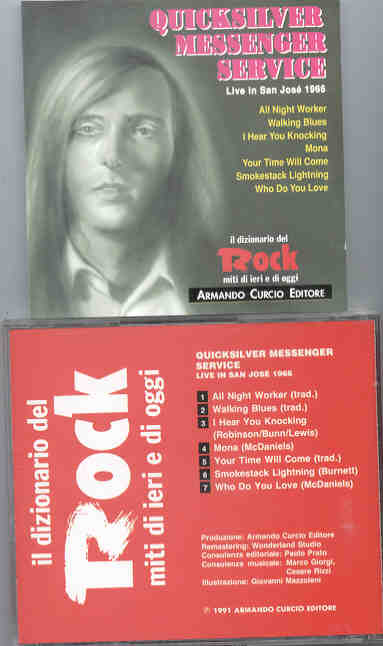 QUICKSILVER
MESSENGER
SERVICE
Live in San José 1966
All Night Worker
Walking Blues
I Hear You Knocking
Mona
Your Time Will Come
Smokestack Lightning
Who Do You Love
il dizionario del
Rock
miti di ieri e di oggi
ARMANDO CURCIO EDITORE
il dizionario del
Rock
miti di ieri e di oggi
QUICKSILVER MESSENGER
SERVICE
LIVE IN SAN JOSE 1966
1 All Night Worker (trad.)
2 Walking Blues (trad.)
3 I Hear You Knocking
(Robinson/Bunn/Lewis)
4 Mona (McDaniels)
5 Your Time Will Come (trad.)
6 Smokestack Lightning (Burnett)
7 Who Do You Love (McDaniels)
Produzione: Armando Curcio Editore
Remastering: Wonderland Studio
Consulenza editoriale: Paolo Prato
Consulenza musicale: Marco Giorgi,
Cesare Rizzi
Illustrazione: Giovanni Mazzoleni
℗ 1991 ARMANDO CURCIO EDITORE